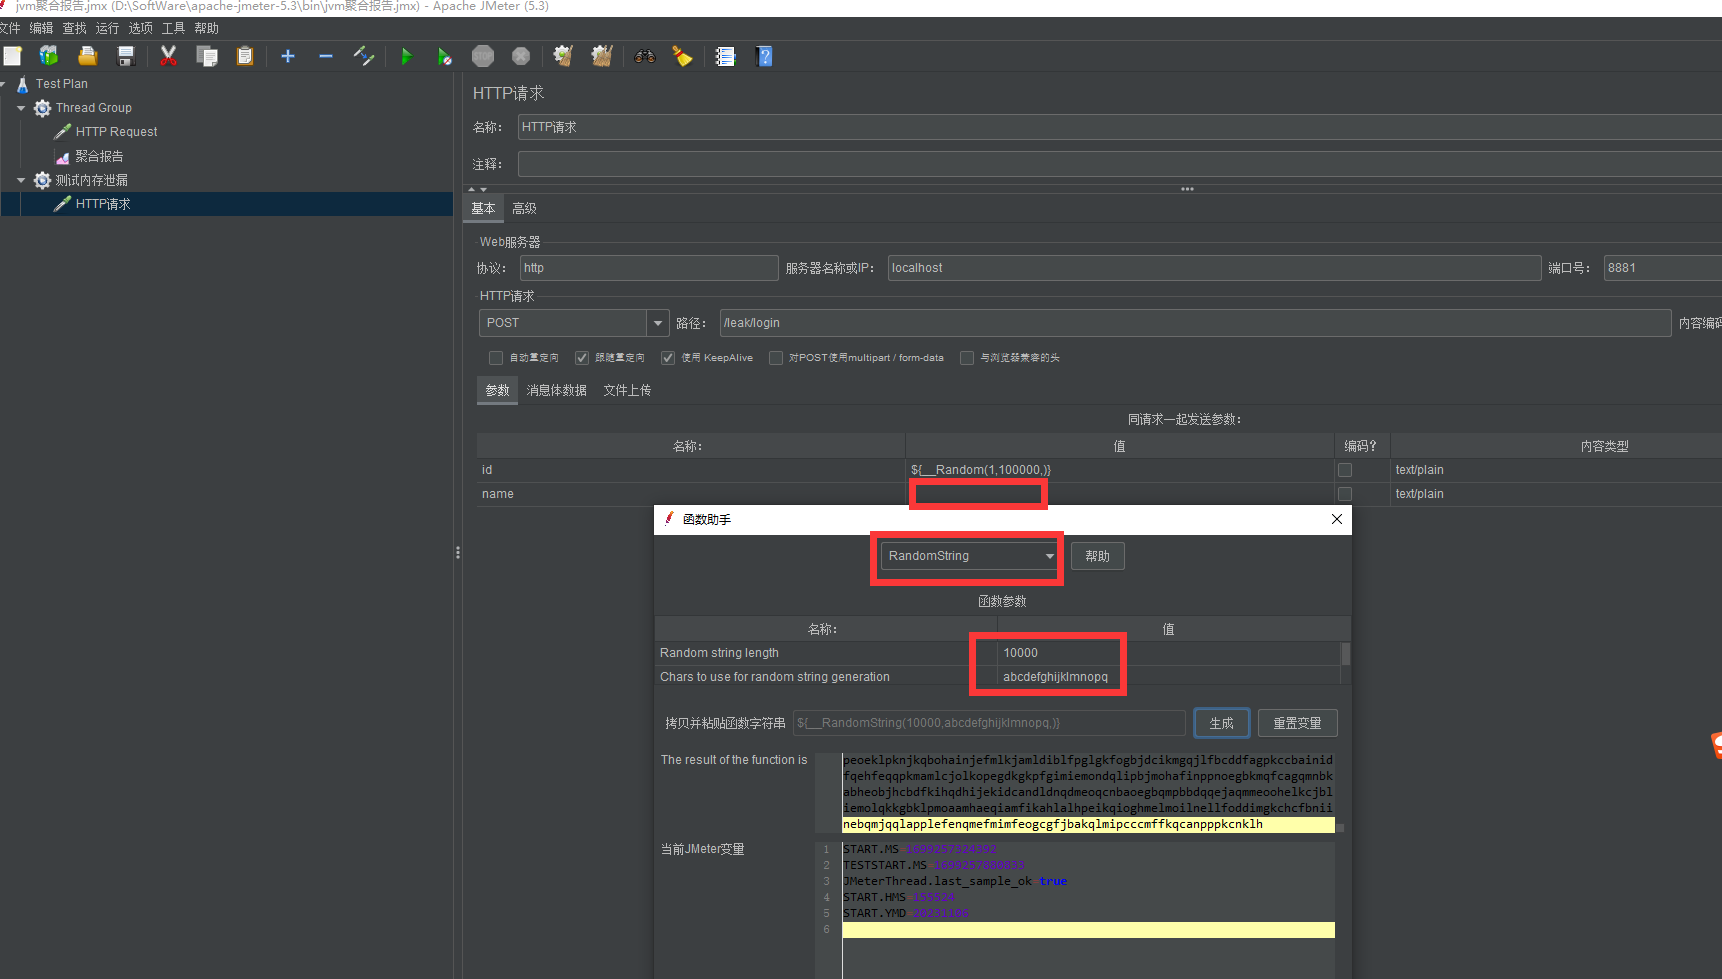 jvm聚合报告.jmx (D:\SoftWare\apache-jmeter-5.3\bin\jvm聚合报告.jmx) - Apache JMeter (5.3)
文件 编辑 查找 运行 选项 工具 帮助
Test Plan
Thread Group
HTTP Request
聚合报告
测试内存泄漏
HTTP请求
HTTP请求
名称： HTTP请求
注释：
基本 高级
Web服务器
协议： http 服务器名称或IP： localhost 端口号： 8881
HTTP请求
POST 路径： /leak/login 内容编码
自动重定向 跟随重定向 使用 KeepAlive 对POST使用multipart / form-data 与浏览器兼容的头
参数 消息体数据 文件上传
同请求一起发送参数：
名称： 值 编码？ 内容类型
id ${__Random(1,100000,)} text/plain
name text/plain
函数助手
RandomString 帮助
函数参数
名称： 值
Random string length 10000
Chars to use for random string generation abcdefghijklmnopq
拷贝并粘贴函数字符串 ${__RandomString(10000,abcdefghijklmnopq,)} 生成 重置变量
The result of the function is
peoeklpknjkqbohainjefmlkjamldiblfpglgkfogbjdcikmgqjlfbcddfagpkccbainid
fqehfeqqpkmamlcjolkopegdkgkpfgimiemondqlipbjmohafinppnoegbkmqfcagqmnbk
abheobjhcbdfkihqdhijekidcandldnqdmeoqcnbaoegbqmpbbdqqejaqmmeoohelkcjbl
iemolqkkgbklpmoaamhaeqiamfikahlalhpeikqioghmelmoilnellfoddimgkchcfbnii
nebqmjqqlapplefenqmefmimfeogcgfjbakqlmipcccmffkqcanpppkcnklh
当前JMeter变量
1 START.MS=1699257324392
2 TESTSTART.MS=1699257880833
3 JMeterThread.last_sample_ok=true
4 START.HMS=155524
5 START.YMD=20231106
6